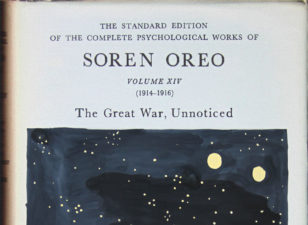 THE STANDARD EDITION
OF THE COMPLETE PSYCHOLOGICAL WORKS OF
SOREN OREO
VOLUME XIV
(1914–1916)
The Great War, Unnoticed